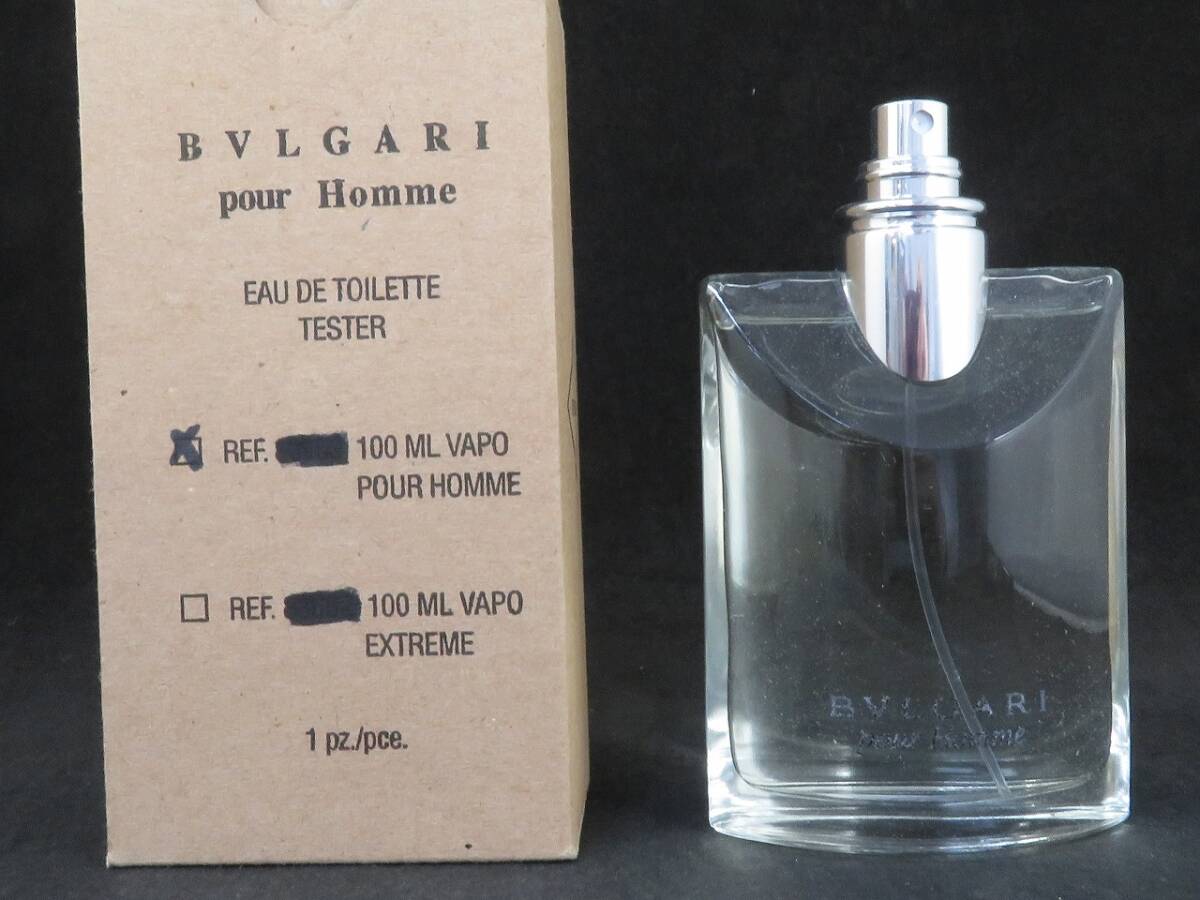 BVLGARI
pour Homme
EAU DE TOILETTE
TESTER
REF. 100 ML VAPO
POUR HOMME
REF. 100 ML VAPO
EXTREME
1 pz./pce.
BVLGARI
pour homme